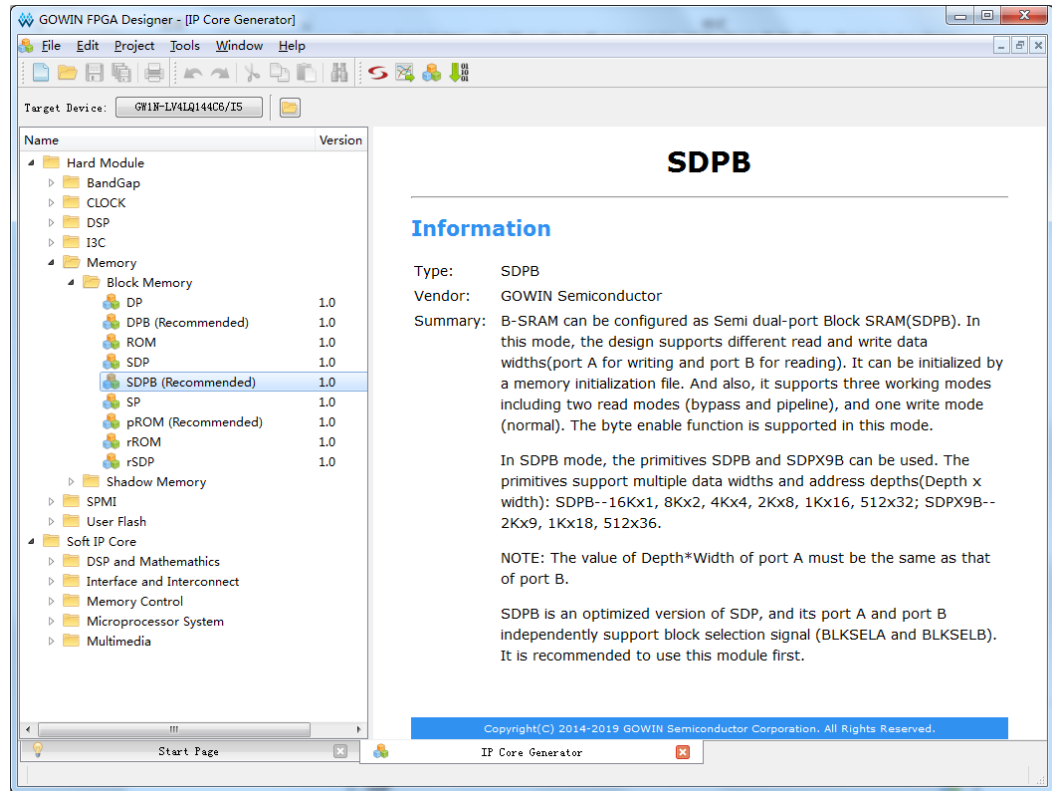 GOWIN FPGA Designer - [IP Core Generator]
File Edit Project Tools Window Help
Target Device: GW1N-LV4LQ144C6/I5
Name Version
Hard Module
BandGap
CLOCK
DSP
I3C
Memory
Block Memory
DP 1.0
DPB (Recommended) 1.0
ROM 1.0
SDP 1.0
SDPB (Recommended) 1.0
SP 1.0
pROM (Recommended) 1.0
rROM 1.0
rSDP 1.0
Shadow Memory
SPMI
User Flash
Soft IP Core
DSP and Mathemathics
Interface and Interconnect
Memory Control
Microprocessor System
Multimedia
SDPB
Information
Type: SDPB
Vendor: GOWIN Semiconductor
Summary: B-SRAM can be configured as Semi dual-port Block SRAM(SDPB). In
this mode, the design supports different read and write data
widths(port A for writing and port B for reading). It can be initialized by
a memory initialization file. And also, it supports three working modes
including two read modes (bypass and pipeline), and one write mode
(normal). The byte enable function is supported in this mode.
In SDPB mode, the primitives SDPB and SDPX9B can be used. The
primitives support multiple data widths and address depths(Depth x
width): SDPB--16Kx1, 8Kx2, 4Kx4, 2Kx8, 1Kx16, 512x32; SDPX9B--
2Kx9, 1Kx18, 512x36.
NOTE: The value of Depth*Width of port A must be the same as that
of port B.
SDPB is an optimized version of SDP, and its port A and port B
independently support block selection signal (BLKSELA and BLKSELB).
It is recommended to use this module first.
Copyright(C) 2014-2019 GOWIN Semiconductor Corporation. All Rights Reserved.
Start Page
IP Core Generator